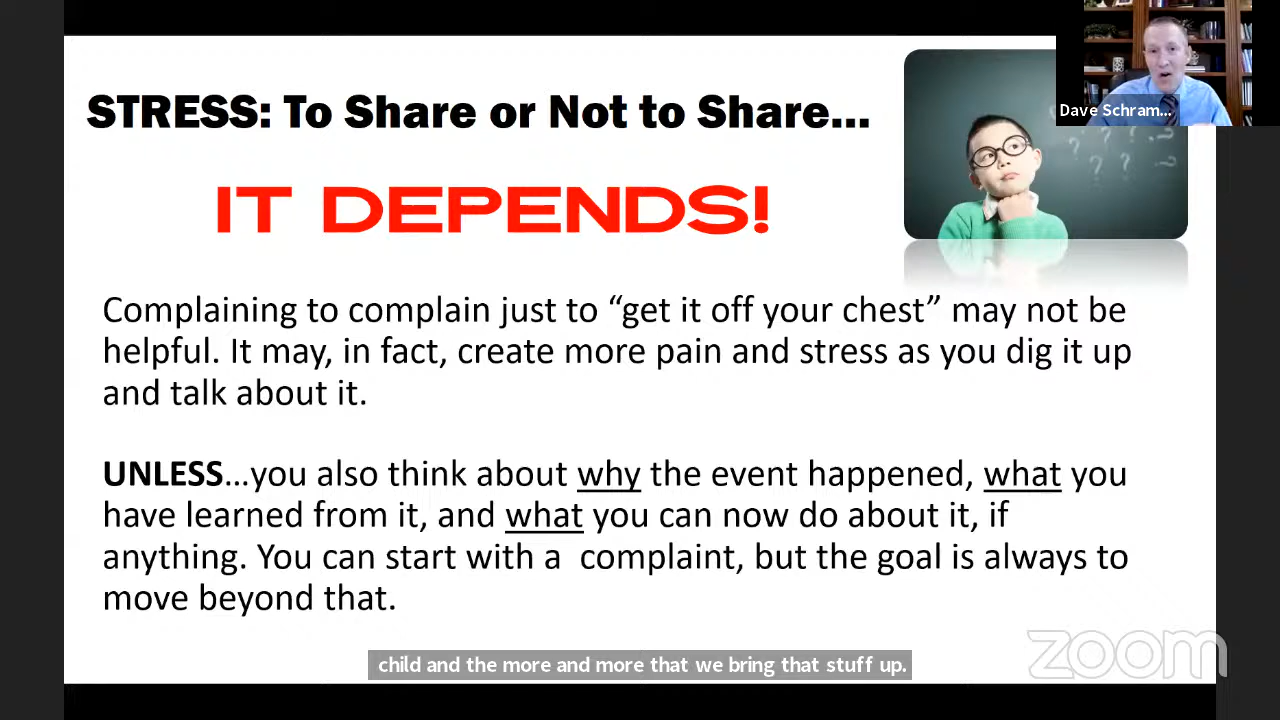 STRESS: To Share or Not to Share...
IT DEPENDS!
Dave Schram...
? ? ? ? ?
Complaining to complain just to “get it off your chest” may not be
helpful. It may, in fact, create more pain and stress as you dig it up
and talk about it.
UNLESS...you also think about why the event happened, what you
have learned from it, and what you can now do about it, if
anything. You can start with a  complaint, but the goal is always to
move beyond that.
child and the more and more that we bring that stuff up.
zoom